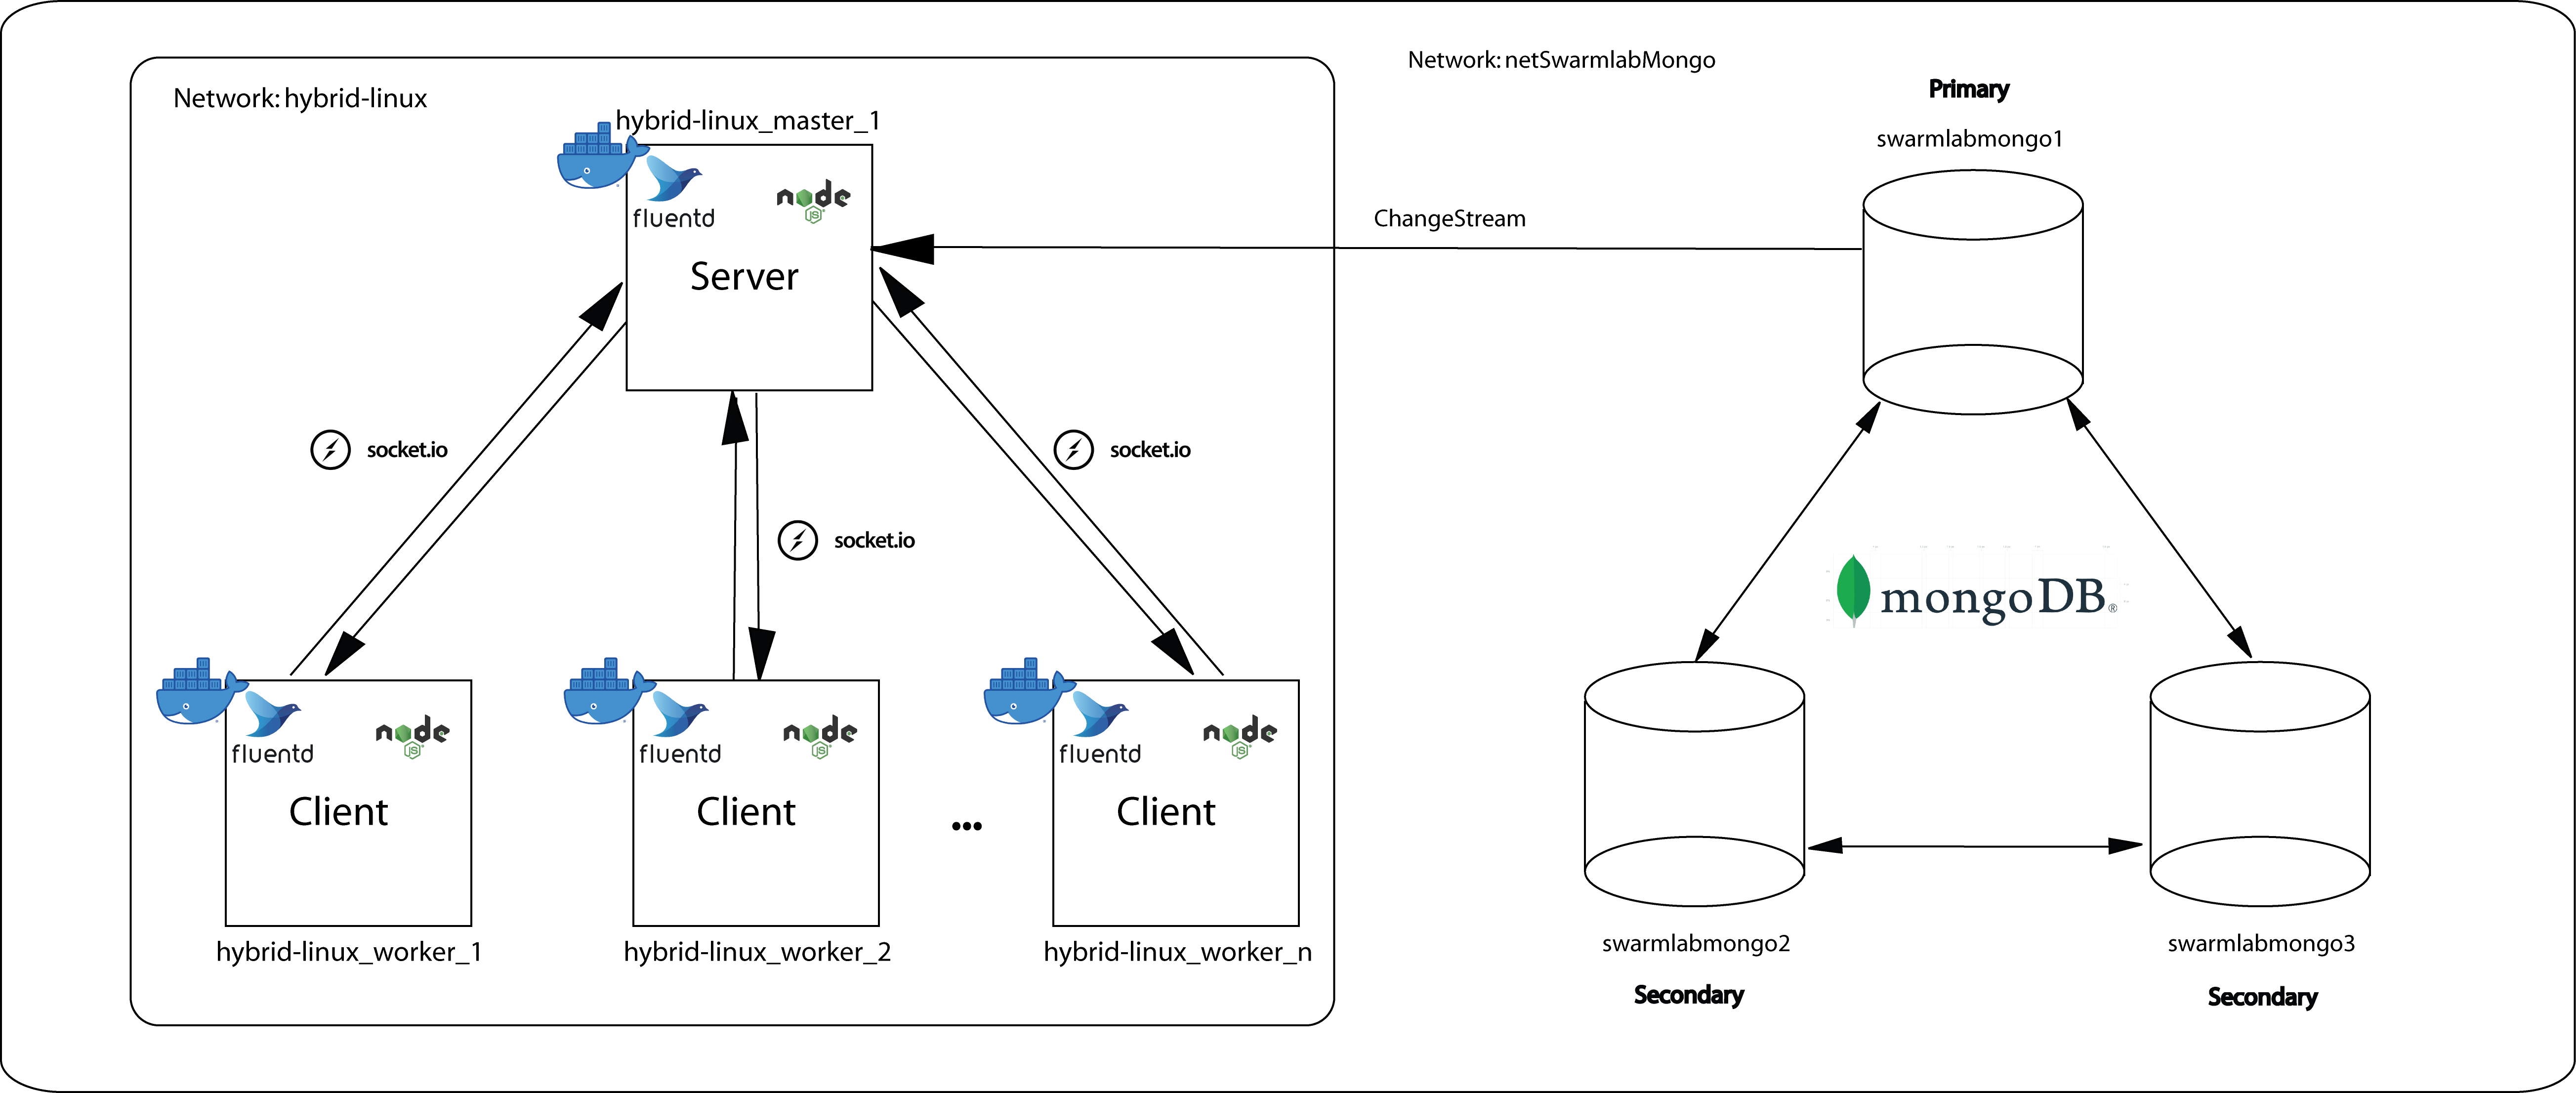 Network: netSwarmlabMongo
Primary
Network: hybrid-linux
hybrid-linux_master_1
swarmlabmongo1
fluentd
node
JS
Server
ChangeStream
socket.io
socket.io
socket.io
mongoDB®
fluentd
node
JS
Client
fluentd
node
JS
Client
...
fluentd
node
JS
Client
hybrid-linux_worker_1
hybrid-linux_worker_2
hybrid-linux_worker_n
swarmlabmongo2
swarmlabmongo3
Secondary
Secondary